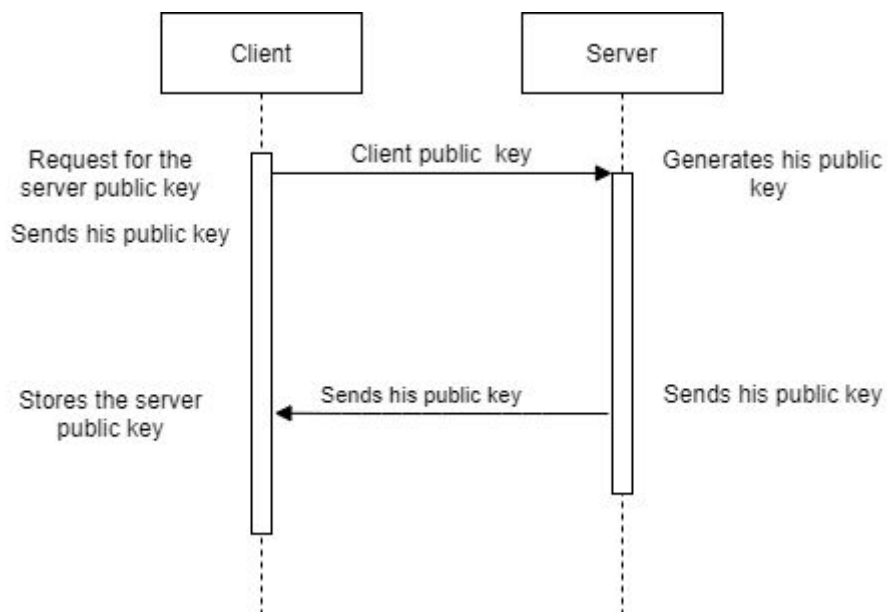 Client
Server
Request for the
server public key
Client public key
Generates his public
key
Sends his public key
Stores the server
public key
Sends his public key
Sends his public key